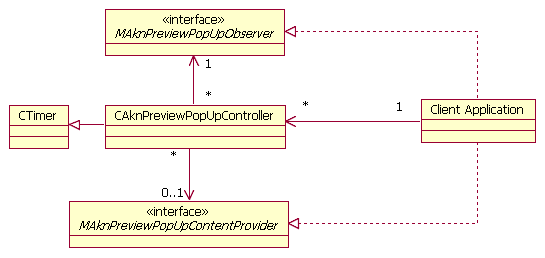 «interface»
MAknPreviewPopUpObserver
1
*
CTimer
CAknPreviewPopUpController
*
1
Client Application
*
0..1
«interface»
MAknPreviewPopUpContentProvider